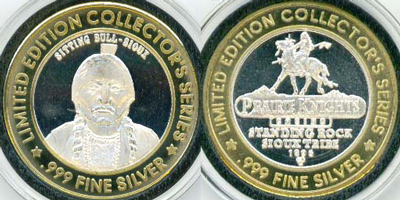 LIMITED EDITION COLLECTOR'S SERIES
SITTING BULL-SIOUX
.999 FINE SILVER
LIMITED EDITION COLLECTOR'S SERIES
PRAIRIE KNIGHTS
STANDING ROCK
SIOUX TRIBE
.999 FINE SILVER